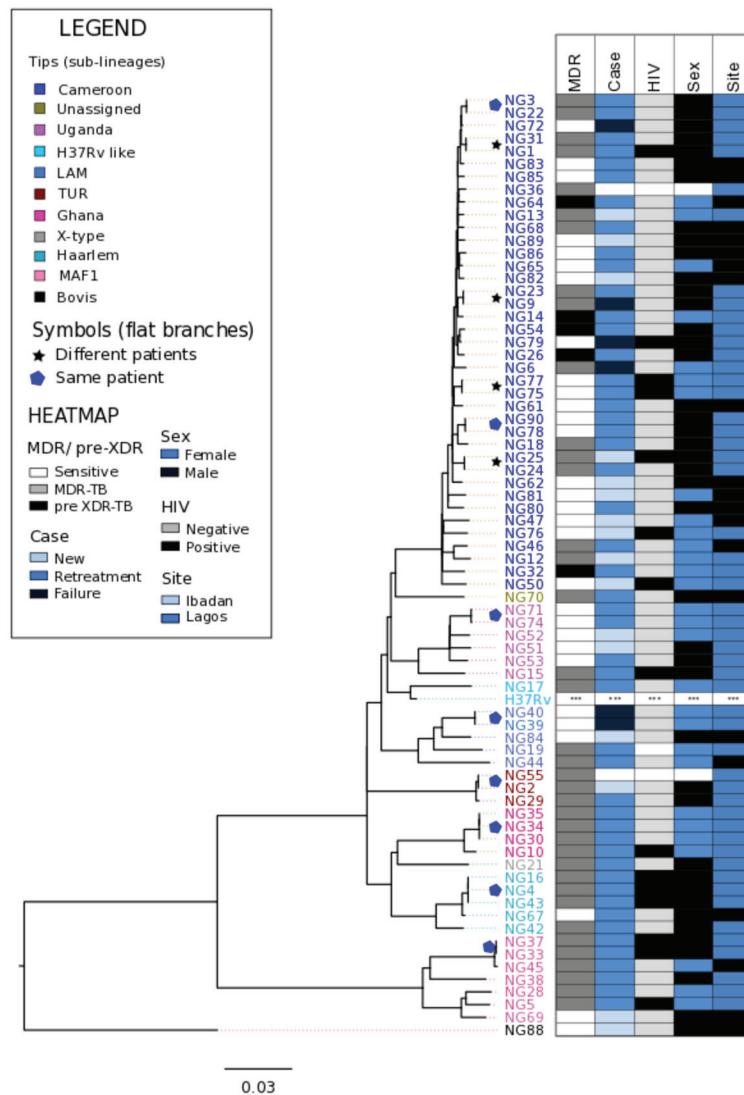 LEGEND
Tips (sub-lineages)
Cameroon
Unassigned
Uganda
H37Rv like
LAM
TUR
Ghana
X-type
Haarlem
MAF1
Bovis
Symbols (flat branches)
Different patients
Same patient
HEATMAP
MDR/ pre-XDR
Sensitive
MDR-TB
pre XDR-TB
Case
New
Retreatment
Failure
Sex
Female
Male
HIV
Negative
Positive
Site
Ibadan
Lagos
MDR
Case
HIV
Sex
Site
NG3
NG22
NG72
NG31
NG1
NG83
NG85
NG36
NG64
NG13
NG68
NG89
NG86
NG65
NG82
NG23
NG9
NG14
NG54
NG79
NG26
NG6
NG77
NG75
NG61
NG90
NG78
NG18
NG25
NG24
NG62
NG81
NG80
NG47
NG76
NG46
NG12
NG32
NG50
NG70
NG71
NG74
NG52
NG51
NG53
NG15
NG17
H37Rv *** *** *** *** ***
NG40
NG39
NG84
NG19
NG44
NG55
NG2
NG29
NG35
NG34
NG30
NG10
NG21
NG16
NG4
NG43
NG67
NG42
NG37
NG33
NG45
NG38
NG28
NG5
NG69
NG88
0.03